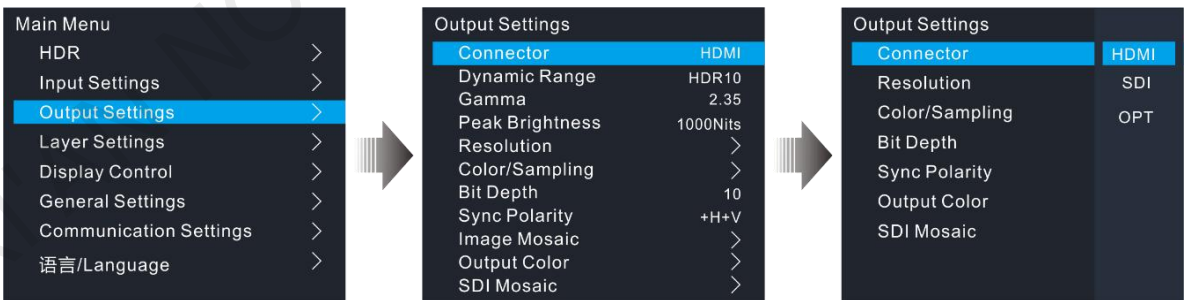 Main Menu
HDR
Input Settings
Output Settings
Layer Settings
Display Control
General Settings
Communication Settings
语言/Language
Output Settings
Connector HDMI
Dynamic Range HDR10
Gamma 2.35
Peak Brightness 1000Nits
Resolution
Color/Sampling
Bit Depth 10
Sync Polarity +H+V
Image Mosaic
Output Color
SDI Mosaic
Output Settings
Connector HDMI
Resolution SDI
Color/Sampling OPT
Bit Depth
Sync Polarity
Output Color
SDI Mosaic